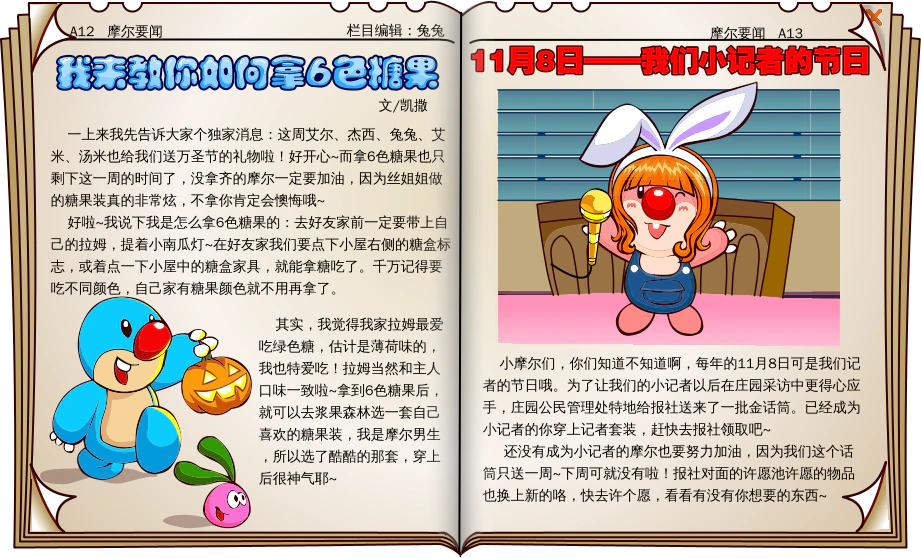 A12 摩尔要闻
栏目编辑：兔兔
我来教你如何拿6色糖果
文/凯撒
一上来我先告诉大家个独家消息：这周艾尔、杰西、兔兔、艾
米、汤米也给我们送万圣节的礼物啦！好开心~而拿6色糖果也只
剩下这一周的时间了，没拿齐的摩尔一定要加油，因为丝姐姐做
的糖果装真的非常炫，不拿你肯定会懊悔哦~
好啦~我说下我是怎么拿6色糖果的：去好友家前一定要带上自
己的拉姆，提着小南瓜灯~在好友家我们要点下小屋右侧的糖盒标
志，或着点一下小屋中的糖盒家具，就能拿糖吃了。千万记得要
吃不同颜色，自己家有糖果颜色就不用再拿了。
其实，我觉得我家拉姆最爱
吃绿色糖，估计是薄荷味的，
我也特爱吃！拉姆当然和主人
口味一致啦~拿到6色糖果后，
就可以去浆果森林选一套自己
喜欢的糖果装，我是摩尔男生
，所以选了酷酷的那套，穿上
后很神气耶~
摩尔要闻 A13
11月8日——我们小记者的节日
小摩尔们，你们知道不知道啊，每年的11月8日可是我们记
者的节日哦。为了让我们的小记者以后在庄园采访中更得心应
手，庄园公民管理处特地给报社送来了一批金话筒。已经成为
小记者的你穿上记者套装，赶快去报社领取吧~
还没有成为小记者的摩尔也要努力加油，因为我们这个话
筒只送一周~下周可就没有啦！报社对面的许愿池许愿的物品
也换上新的咯，快去许个愿，看看有没有你想要的东西~